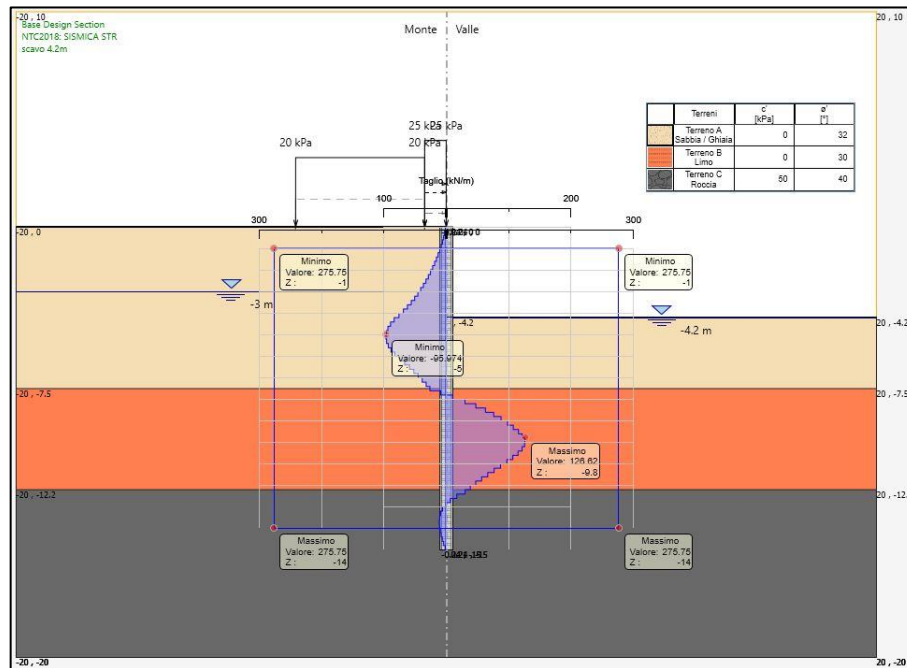 -20, 10
20, 10
Base Design Section
NTC2018: SISMICA STR
scavo 4.2m
Monte
Valle
Terreni
c'
[kPa]
ø'
[°]
Terreno A
Sabbia / Ghiaia
0
32
Terreno B
Limo
0
30
Terreno C
Roccia
50
40
20 kPa
20 kPa
Taglio (kN/m)
100
200
300
300
-20, 0
20, 0
Minimo
Valore: 275.75
Z : -1
Minimo
Valore: 275.75
Z : -1
-3 m
-4.2 m
, -4.2
20, -4.2
Minimo
Valore: -95.974
Z : -5
-20, -7.5
20, -7.5
Massimo
Valore: 126.62
Z : -9.8
-20, -12.2
20, -12.2
Massimo
Valore: 275.75
Z : -14
Massimo
Valore: 275.75
Z : -14
-20, -20
20, -20